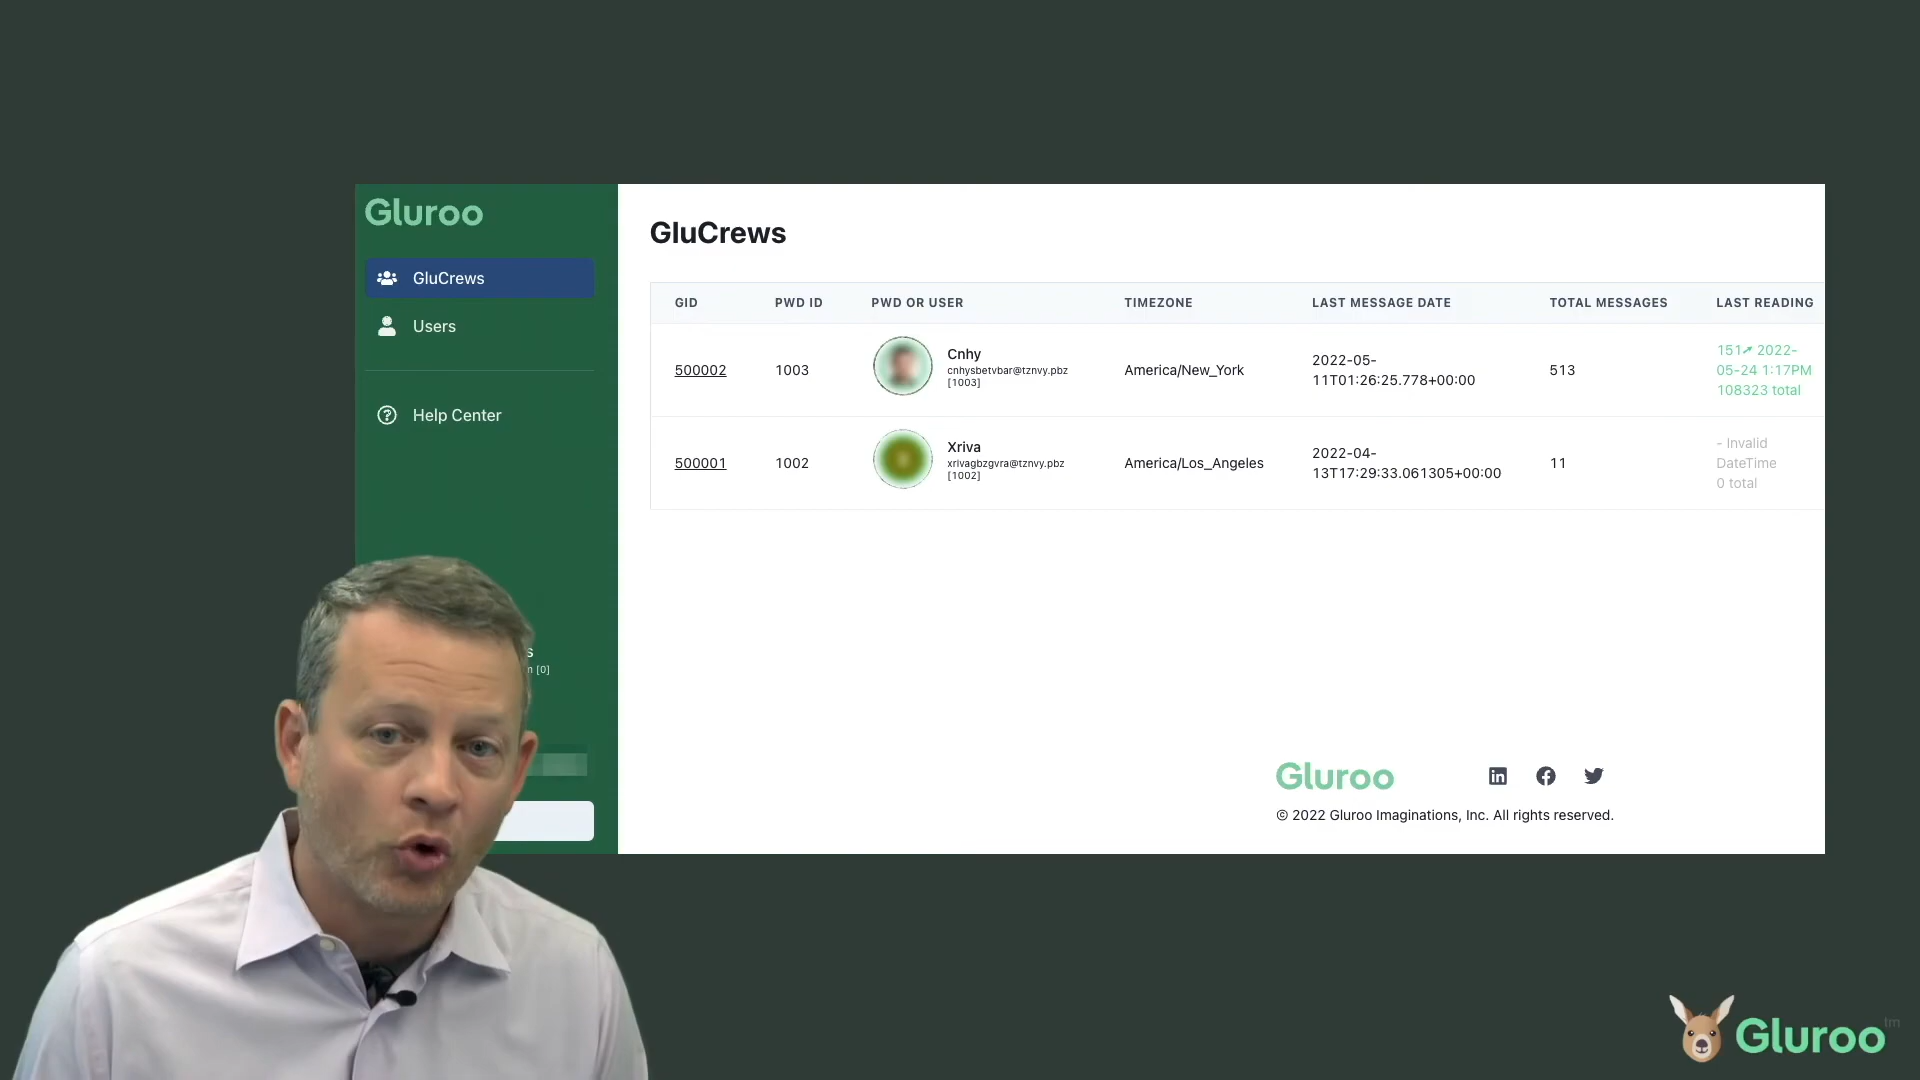 Gluroo
GluCrews
Users
Help Center
s
n [0]
GluCrews
GID PWD ID PWD OR USER TIMEZONE LAST MESSAGE DATE TOTAL MESSAGES LAST READING
500002 1003 Cnhy America/New_York 2022-05- 513 151➚ 2022-
cnhysbetvbar@tznvy.pbz 11T01:26:25.778+00:00 05-24 1:17PM
[1003] 108323 total
500001 1002 Xriva America/Los_Angeles 2022-04- 11 - Invalid
xrivagbzgvra@tznvy.pbz 13T17:29:33.061305+00:00 DateTime
[1002] 0 total
Gluroo
© 2022 Gluroo Imaginations, Inc. All rights reserved.
Gluroo tm